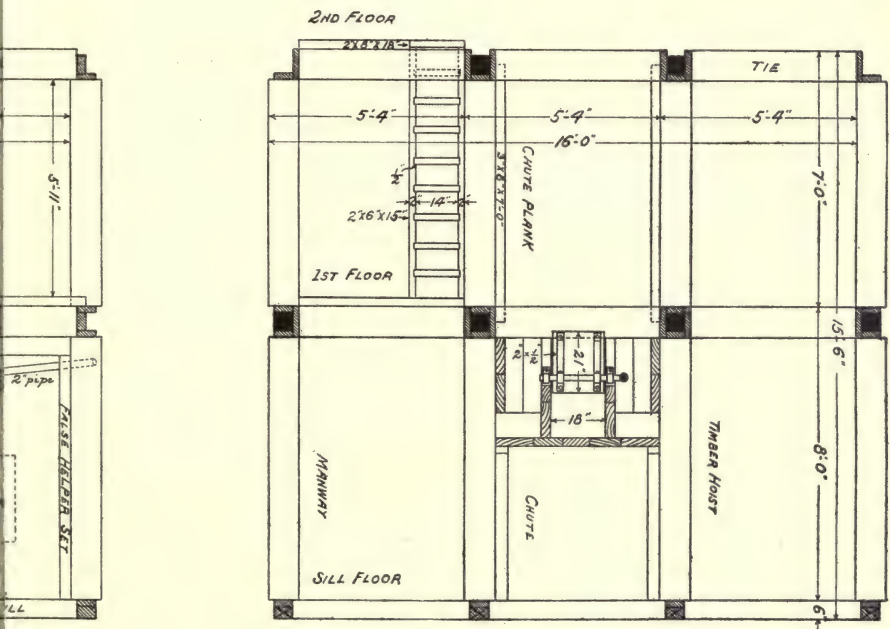 2ND FLOOR
2"X8"X18"
TIE
5'-4"
5'-4"
5'-4"
16'-0"
5'-11"
7'-0"
CHUTE PLANK
3"X8"X7'-0"
1/2"
2" 14" 2"
2"X6"X15"
1ST FLOOR
15'-6"
2"X1/2"
21"
18"
2" pipe
FALSE HELPER SET
MANWAY
CHUTE
TIMBER HOIST
8'-0"
SILL FLOOR
6"